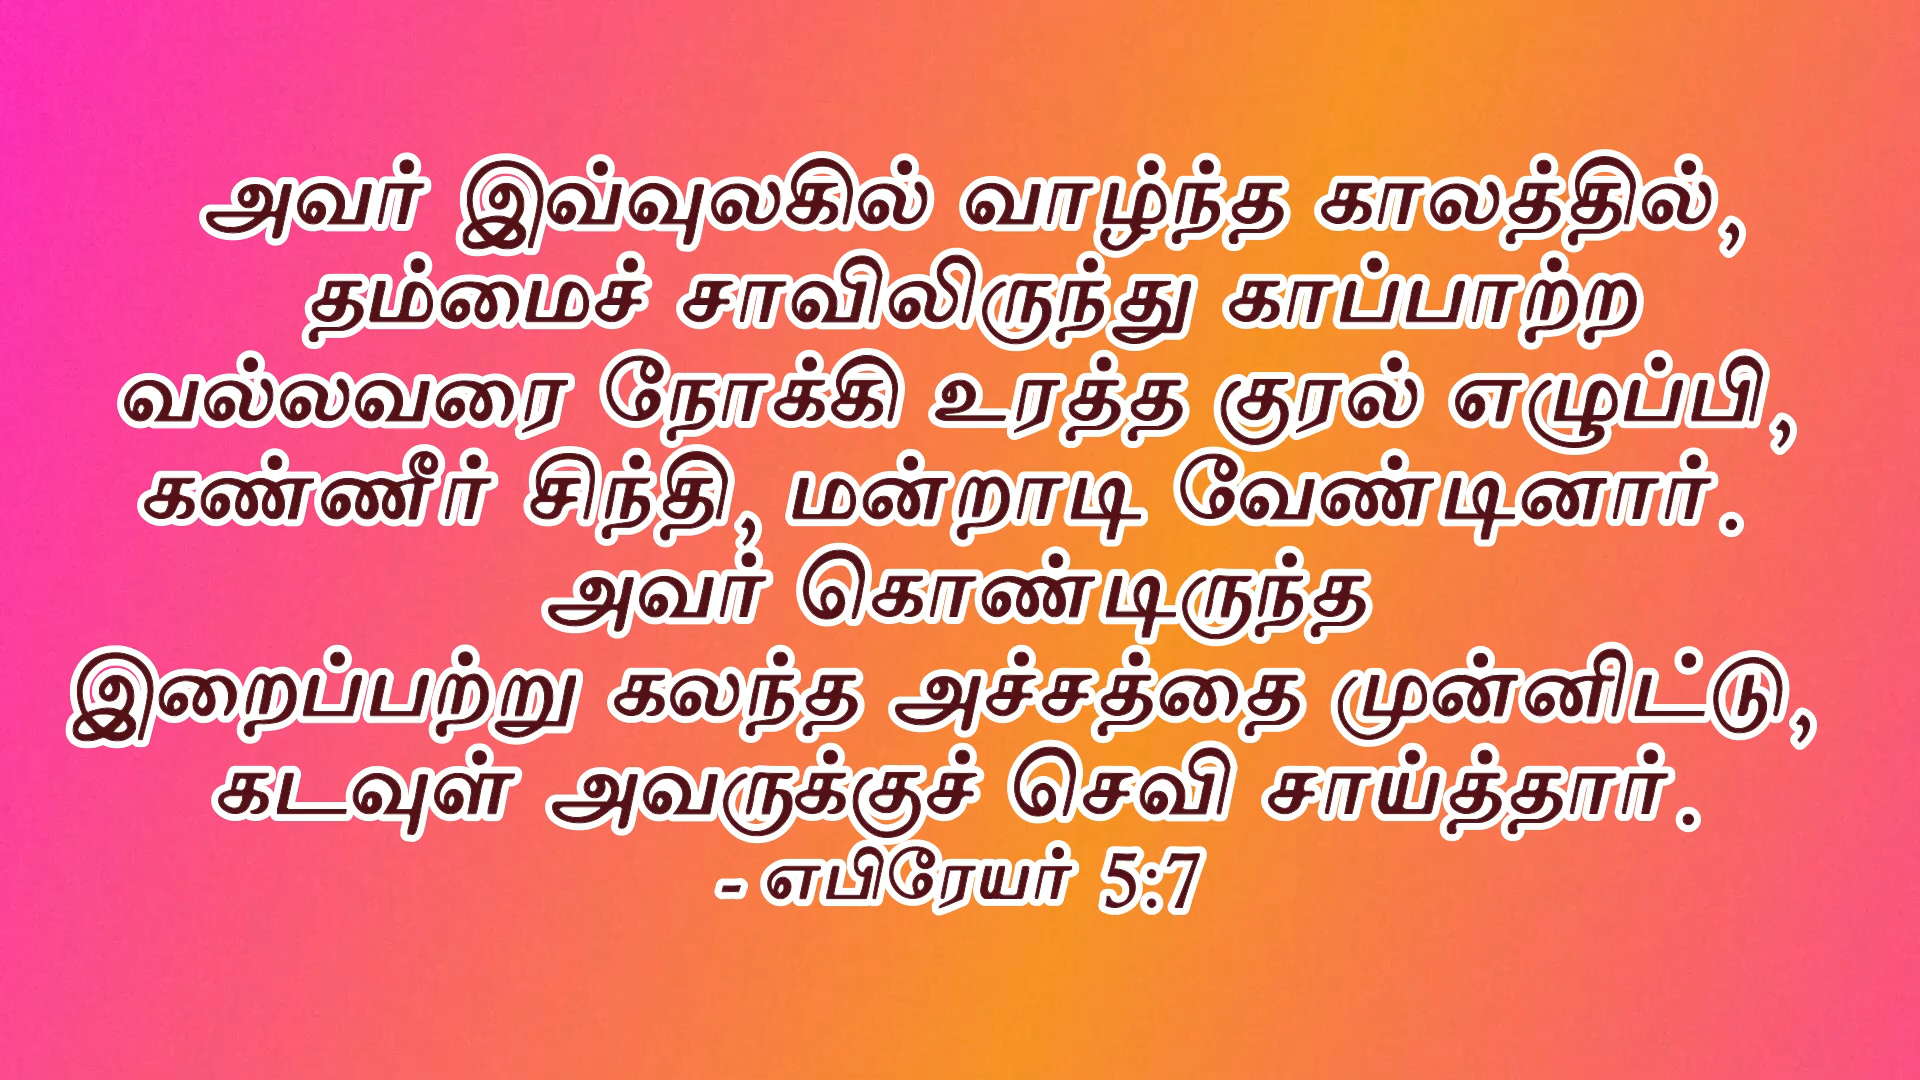 அவர் இவ்வுலகில் வாழ்ந்த காலத்தில்,
தம்மைச் சாவிலிருந்து காப்பாற்ற
வல்லவரை நோக்கி உரத்த குரல் எழுப்பி,
கண்ணீர் சிந்தி, மன்றாடி வேண்டினார்.
அவர் கொண்டிருந்த
இறைப்பற்று கலந்த அச்சத்தை முன்னிட்டு,
கடவுள் அவருக்குச் செவி சாய்த்தார்.
- எபிரேயர் 5:7